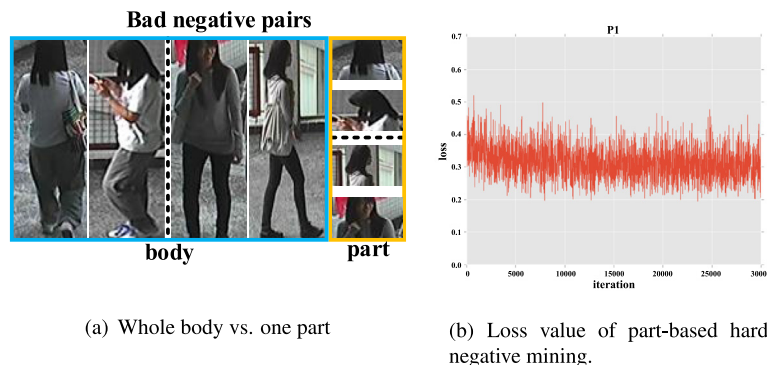 Bad negative pairs
body
part
(a) Whole body vs. one part
P1
loss
0.7
0.6
0.5
0.4
0.3
0.2
0.1
0.0
0 5000 10000 15000 20000 25000 3000
iteration
(b) Loss value of part-based hard
negative mining.